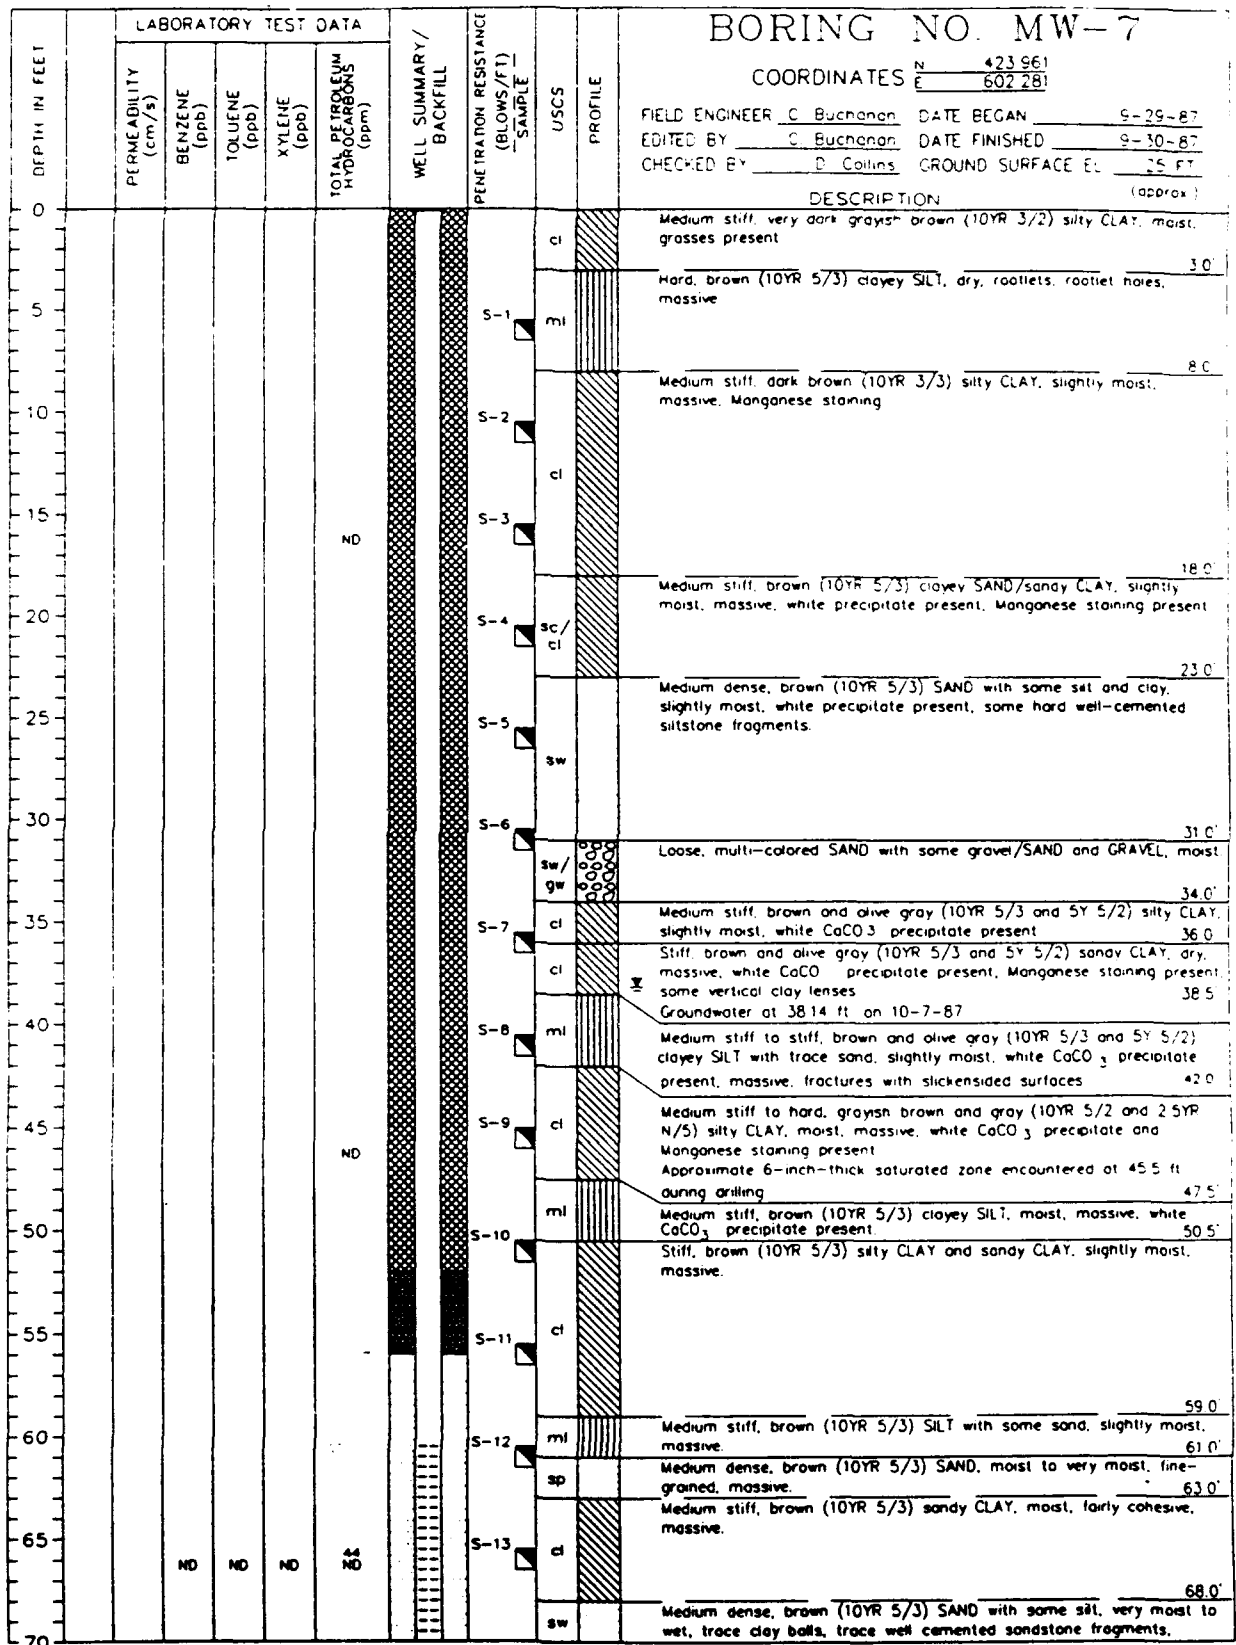 BORING NO. MW-7
COORDINATES N 423 961
E 602 281
FIELD ENGINEER C Buchanan DATE BEGAN 9-29-87
EDITED BY C Buchanan DATE FINISHED 9-30-87
CHECKED BY D Collins GROUND SURFACE EL 25 FT
(approx.)
DESCRIPTION
DEPTH IN FEET
LABORATORY TEST DATA
PERMEABILITY (cm/s)
BENZENE (ppb)
TOLUENE (ppb)
XYLENE (ppb)
TOTAL PETROLEUM HYDROCARBONS (ppm)
WELL SUMMARY/ BACKFILL
PENETRATION RESISTANCE (BLOWS/FT)
SAMPLE
USCS
PROFILE
0
cl
Medium stiff, very dark grayish brown (10YR 3/2) silty CLAY, moist,
grasses present
3.0'
Hard, brown (10YR 5/3) clayey SILT, dry, rootlets, rootlet holes,
massive
5
S-1
ml
8.0
Medium stiff, dark brown (10YR 3/3) silty CLAY, slightly moist,
massive, Manganese staining
10
S-2
cl
15
S-3
ND
18.0'
Medium stiff, brown (10YR 5/3) clayey SAND/sandy CLAY, slightly
moist, massive, white precipitate present, Manganese staining present
20
S-4
sc/
cl
23.0'
Medium dense, brown (10YR 5/3) SAND with some silt and clay,
slightly moist, white precipitate present, some hard well-cemented
siltstone fragments.
25
S-5
sw
30
S-6
31.0'
Loose, multi-colored SAND with some gravel/SAND and GRAVEL, moist
sw/
gw
34.0'
35
S-7
cl
Medium stiff, brown and olive gray (10YR 5/3 and 5Y 5/2) silty CLAY,
slightly moist, white CaCO3 precipitate present 36.0
cl
Stiff, brown and olive gray (10YR 5/3 and 5Y 5/2) sandy CLAY, dry,
massive, white CaCO precipitate present, Manganese staining present,
some vertical clay lenses 38.5'
Groundwater at 38.14 ft on 10-7-87
40
S-8
ml
Medium stiff to stiff, brown and olive gray (10YR 5/3 and 5Y 5/2)
clayey SILT with trace sand, slightly moist, white CaCO3 precipitate
present, massive, fractures with slickensided surfaces 42.0
45
S-9
cl
ND
Medium stiff to hard, grayish brown and gray (10YR 5/2 and 2.5YR
N/5) silty CLAY, moist, massive, white CaCO3 precipitate and
Manganese staining present
Approximate 6-inch-thick saturated zone encountered at 45.5 ft
during drilling 47.5'
ml
Medium stiff, brown (10YR 5/3) clayey SILT, moist, massive, white
CaCO3 precipitate present. 50.5'
50
S-10
Stiff, brown (10YR 5/3) silty CLAY and sandy CLAY, slightly moist,
massive.
55
S-11
cl
59.0'
60
S-12
ml
Medium stiff, brown (10YR 5/3) SILT with some sand, slightly moist,
massive. 61.0'
sp
Medium dense, brown (10YR 5/3) SAND, moist to very moist, fine-
grained, massive. 63.0'
Medium stiff, brown (10YR 5/3) sandy CLAY, moist, fairly cohesive,
massive.
65
S-13
cl
ND ND ND 44
ND
68.0'
sw
Medium dense, brown (10YR 5/3) SAND with some silt, very moist to
wet, trace clay balls, trace well cemented sandstone fragments,
70